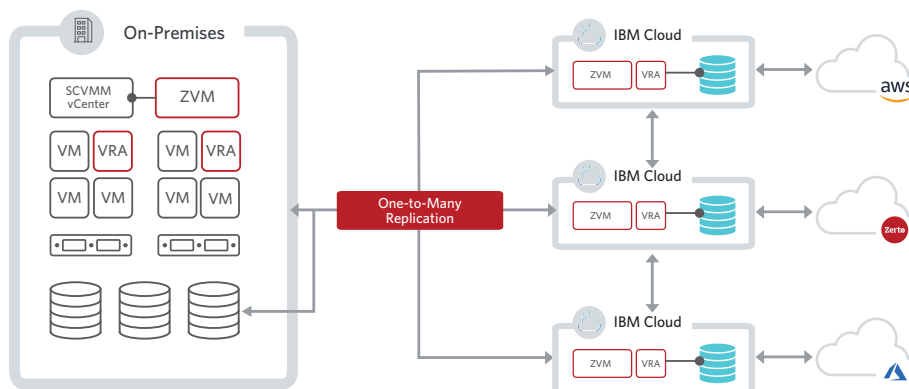 On-Premises
SCVMM
vCenter
ZVM
VM
VRA
VM
VRA
VM
VM
VM
VM
One-to-Many
Replication
IBM Cloud
ZVM
VRA
aws
IBM Cloud
ZVM
VRA
Zerto
IBM Cloud
ZVM
VRA